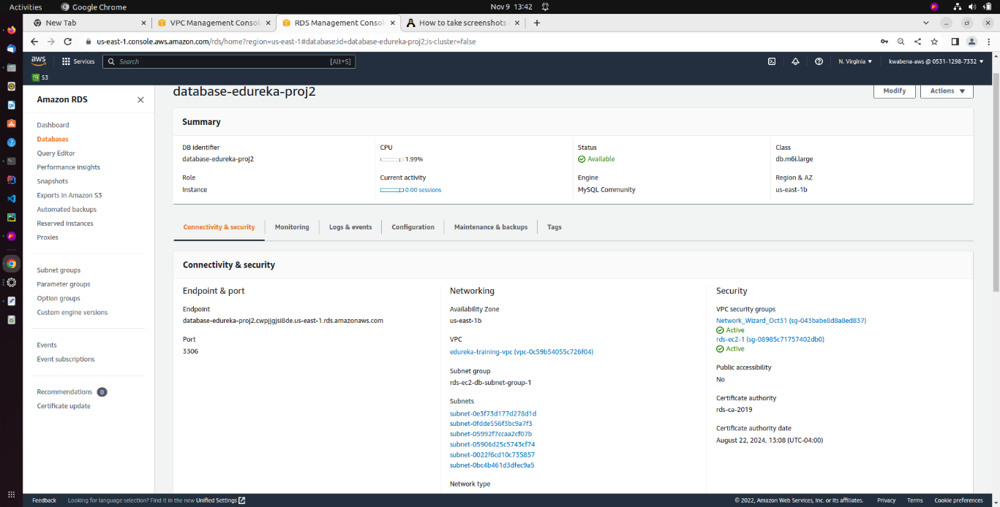 Activities
Google Chrome
Nov 9 13:42
New Tab
VPC Management Consol
RDS Management Consol
How to take screenshots
us-east-1.console.aws.amazon.com/rds/home?region=us-east-1#database:id=database-edureka-proj2;is-cluster=false
aws
Services
Search
[Alt+S]
N. Virginia
kwabena-aws @ 0531-1298-7332
S3
Amazon RDS
Dashboard
Databases
Query Editor
Performance insights
Snapshots
Exports in Amazon S3
Automated backups
Reserved instances
Proxies
Subnet groups
Parameter groups
Option groups
Custom engine versions
Events
Event subscriptions
Recommendations 0
Certificate update
database-edureka-proj2
Modify
Actions
Summary
DB identifier
database-edureka-proj2
CPU
1.99%
Status
Available
Class
db.m6i.large
Role
Instance
Current activity
0.00 sessions
Engine
MySQL Community
Region & AZ
us-east-1b
Connectivity & security
Monitoring
Logs & events
Configuration
Maintenance & backups
Tags
Connectivity & security
Endpoint & port
Endpoint
database-edureka-proj2.cwpjjgjsi8de.us-east-1.rds.amazonaws.com
Port
3306
Networking
Availability Zone
us-east-1b
VPC
edureka-training-vpc (vpc-0c59b54055c726f04)
Subnet group
rds-ec2-db-subnet-group-1
Subnets
subnet-0e3f73d177d278d1d
subnet-0fdde556f3bc9a7f3
subnet-05992f7ccaa2cf07b
subnet-05906d25c5743cf74
subnet-0022f6cd10c735857
subnet-0bc4b461d3dfec9a5
Network type
Security
VPC security groups
Network_Wizard_Oct31 (sg-043babe8d8a8ed837)
Active
rds-ec2-1 (sg-08985c71757402db0)
Active
Public accessibility
No
Certificate authority
rds-ca-2019
Certificate authority date
August 22, 2024, 13:08 (UTC-04:00)
Feedback
Looking for language selection? Find it in the new Unified Settings
© 2022, Amazon Web Services, Inc. or its affiliates.
Privacy
Terms
Cookie preferences